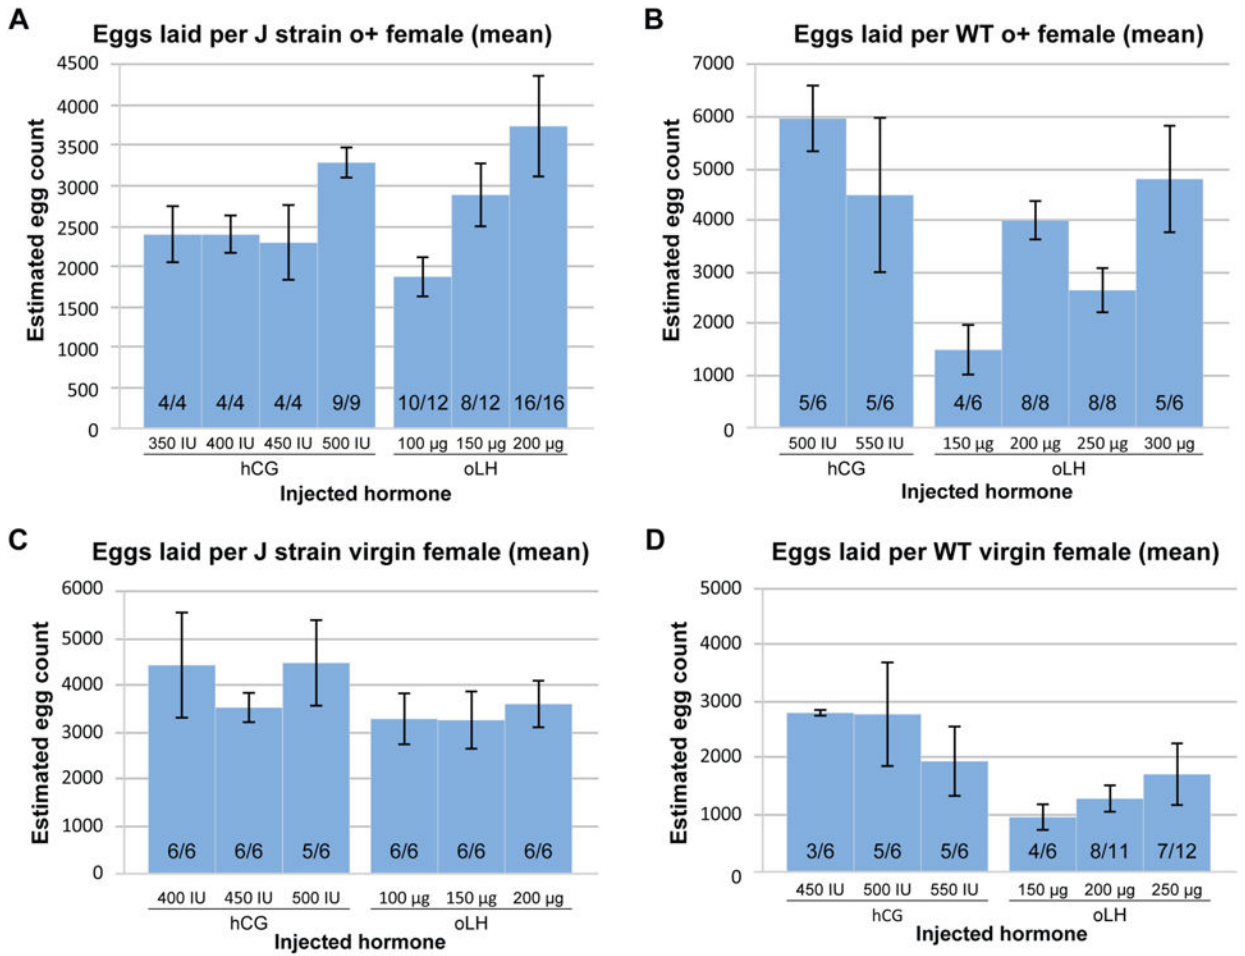 A
Eggs laid per J strain o+ female (mean)
Estimated egg count
4500
4000
3500
3000
2500
2000
1500
1000
500
0
4/4 4/4 4/4 9/9 10/12 8/12 16/16
350 IU 400 IU 450 IU 500 IU 100 µg 150 µg 200 µg
hCG oLH
Injected hormone
B
Eggs laid per WT o+ female (mean)
Estimated egg count
7000
6000
5000
4000
3000
2000
1000
0
5/6 5/6 4/6 8/8 8/8 5/6
500 IU 550 IU 150 µg 200 µg 250 µg 300 µg
hCG oLH
Injected hormone
C
Eggs laid per J strain virgin female (mean)
Estimated egg count
6000
5000
4000
3000
2000
1000
0
6/6 6/6 5/6 6/6 6/6 6/6
400 IU 450 IU 500 IU 100 µg 150 µg 200 µg
hCG oLH
Injected hormone
D
Eggs laid per WT virgin female (mean)
Estimated egg count
5000
4000
3000
2000
1000
0
3/6 5/6 5/6 4/6 8/11 7/12
450 IU 500 IU 550 IU 150 µg 200 µg 250 µg
hCG oLH
Injected hormone